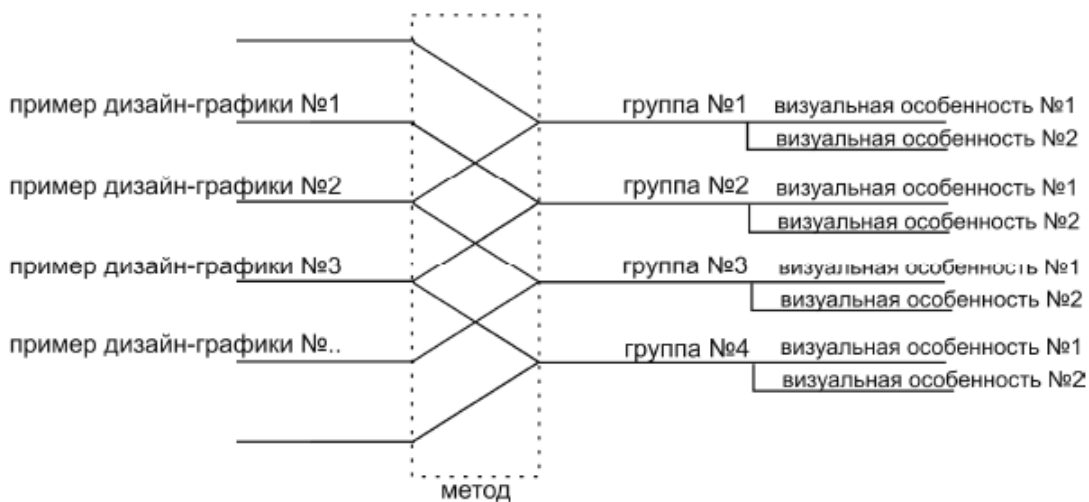 пример дизайн-графики №1
группа №1
визуальная особенность №1
визуальная особенность №2
пример дизайн-графики №2
группа №2
визуальная особенность №1
визуальная особенность №2
пример дизайн-графики №3
группа №3
визуальная особенность №1
визуальная особенность №2
пример дизайн-графики №..
группа №4
визуальная особенность №1
визуальная особенность №2
метод